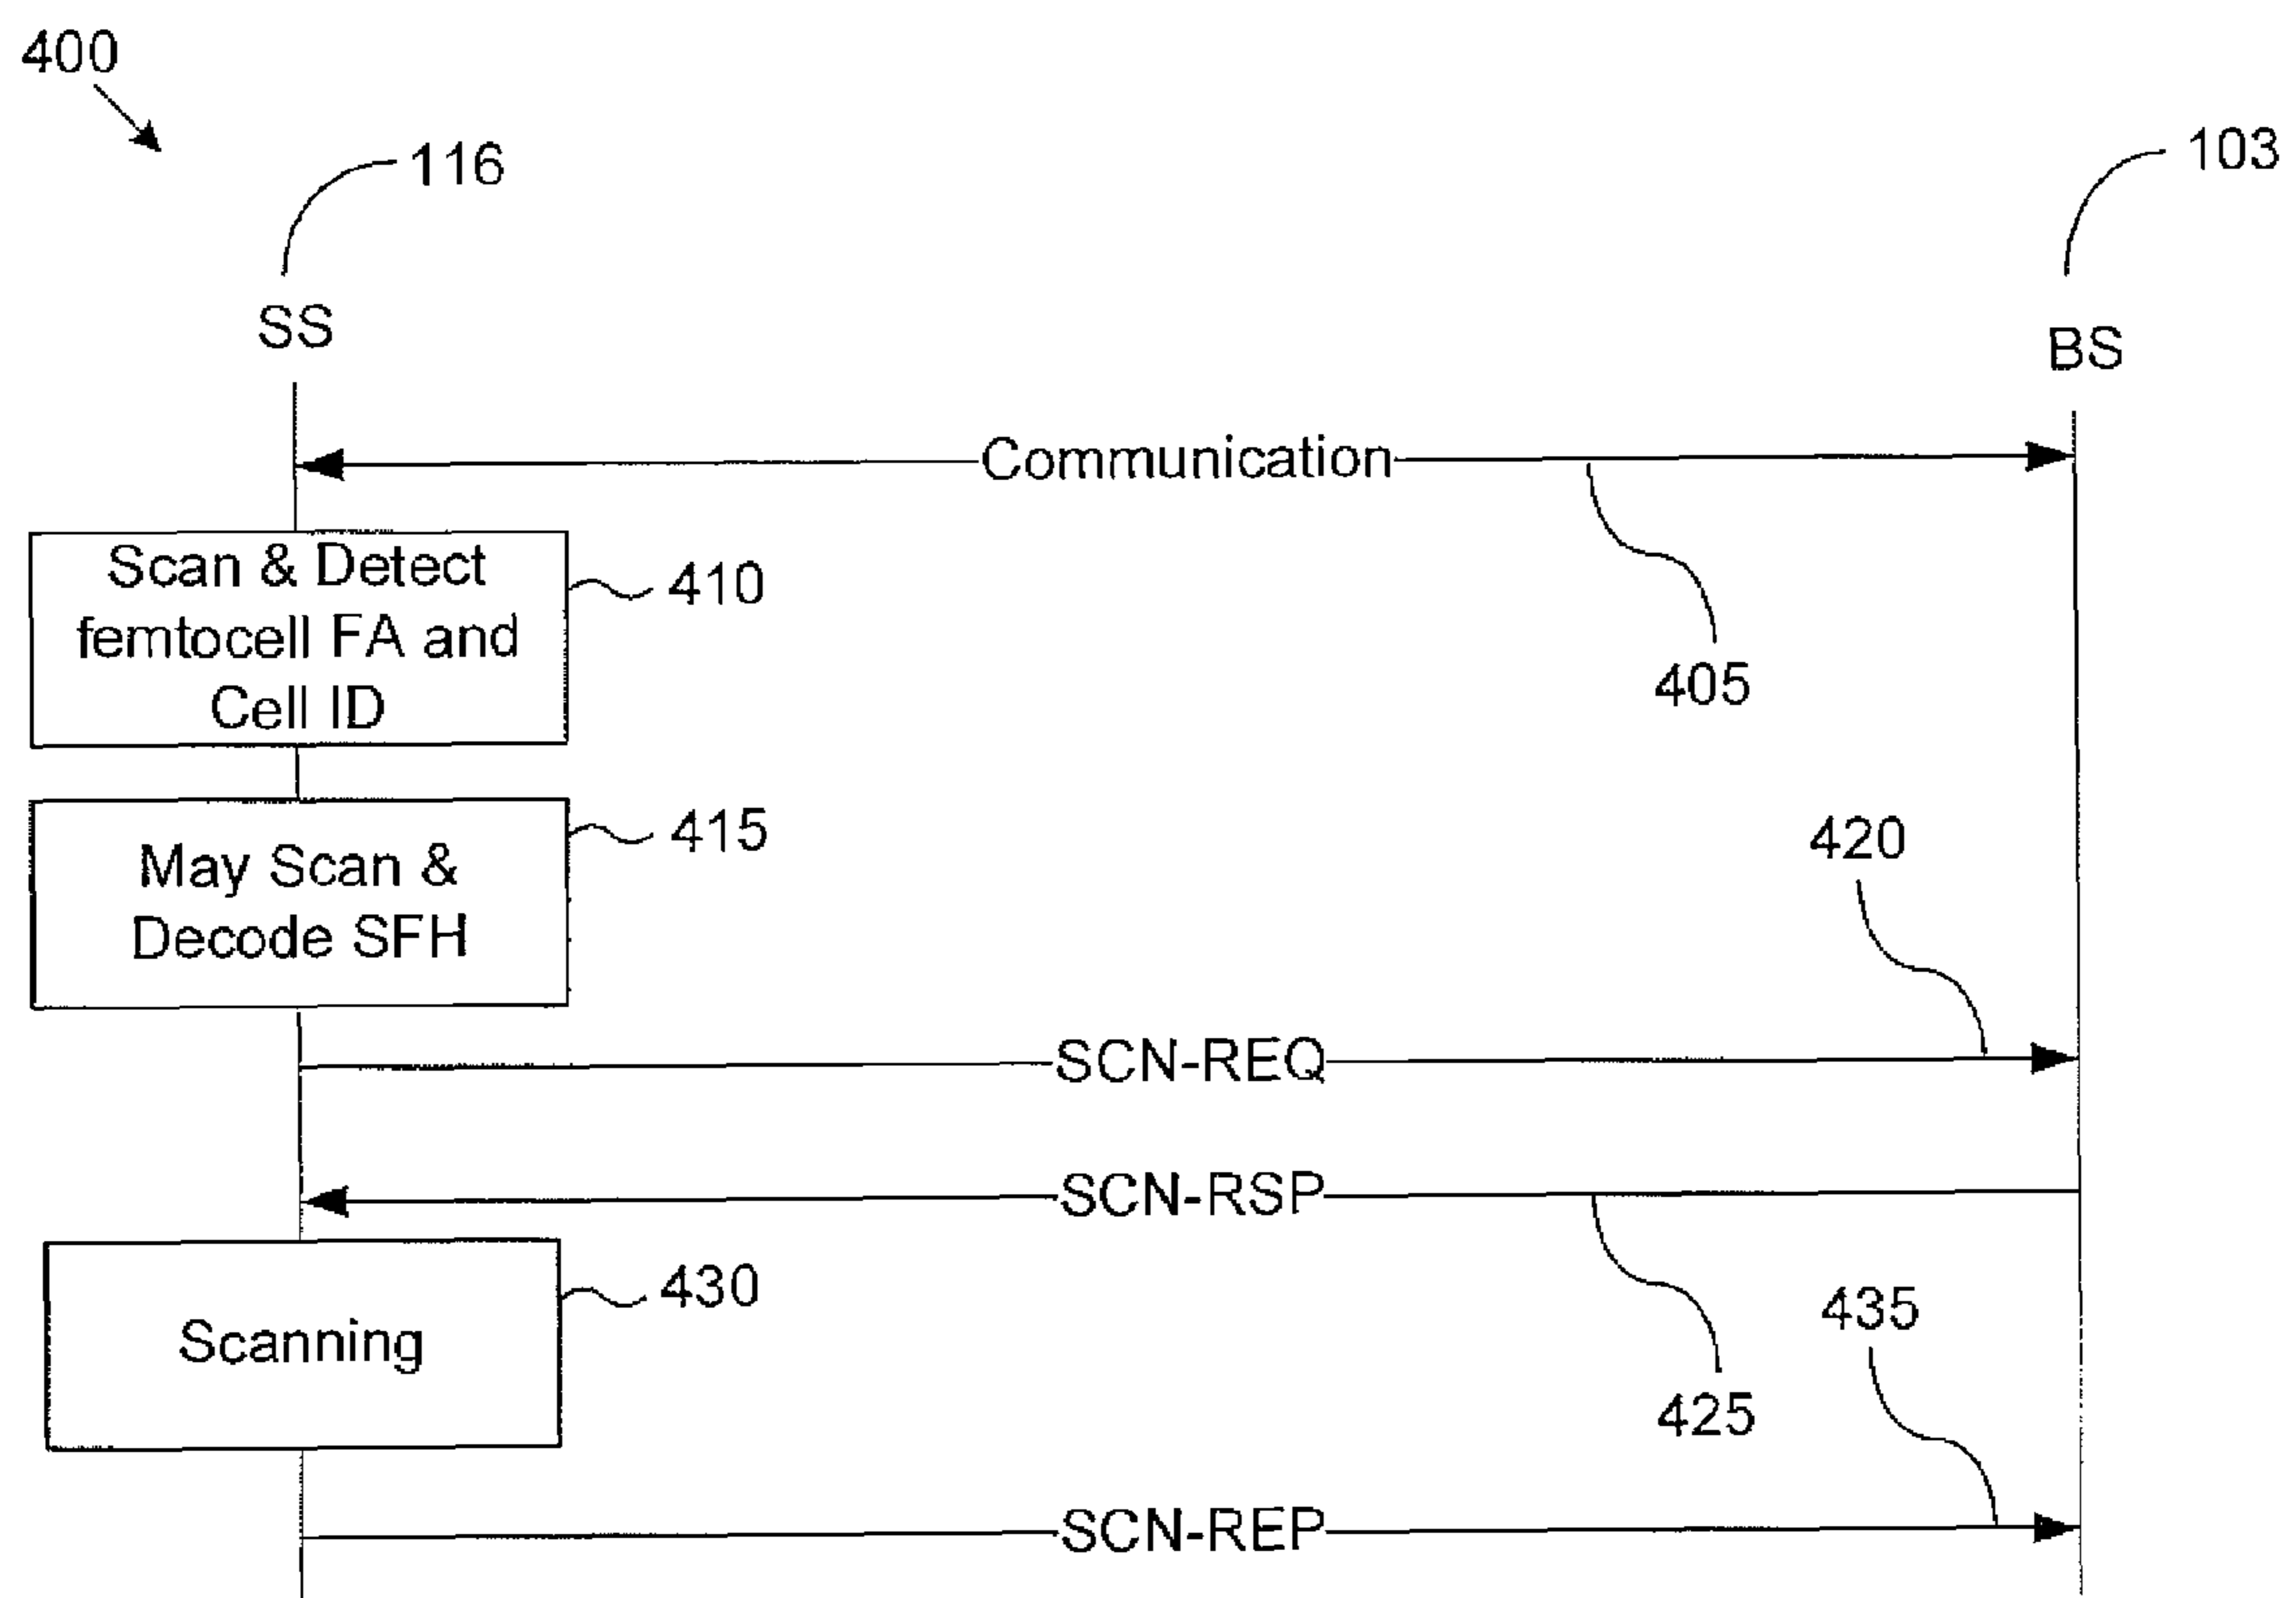 400
116
103
SS
BS
Communication
405
Scan & Detect
femtocell FA and
Cell ID
410
May Scan &
Decode SFH
415
420
SCN-REQ
SCN-RSP
425
Scanning
430
435
SCN-REP